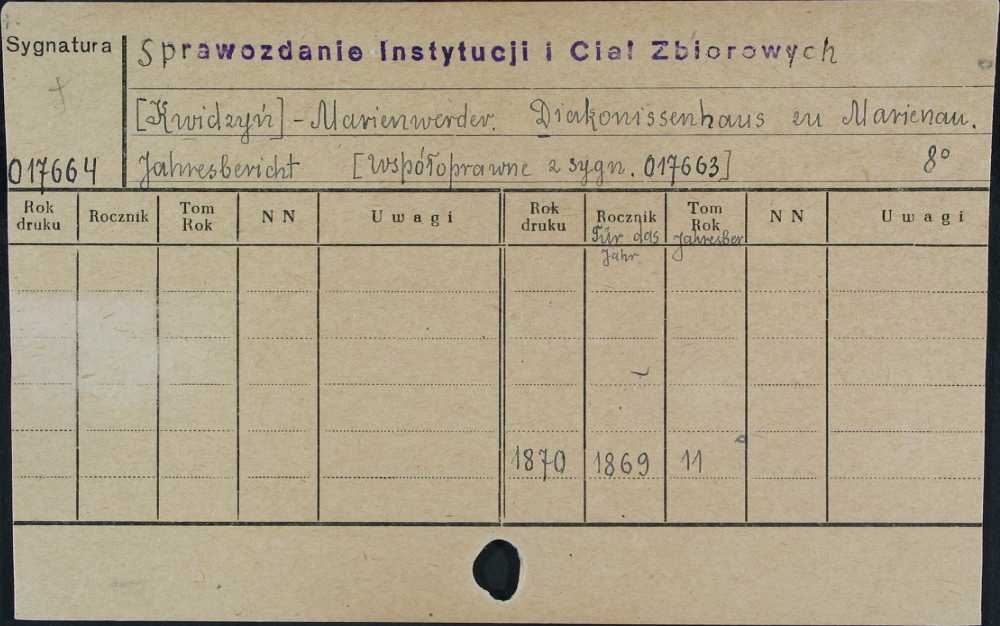 Sygnatura
Sprawozdanie Instytucji i Ciał Zbiorowych
[Kwidzyń] - Marienwerder. Diakonissenhaus zu Marienau.
017664 Jahresbericht [Współoprawne z sygn. 017663] 8°
Rok druku Rocznik Tom Rok NN Uwagi Rok druku Rocznik Tom Rok NN Uwagi
Für das Jahr Jahresber
1870 1869 11